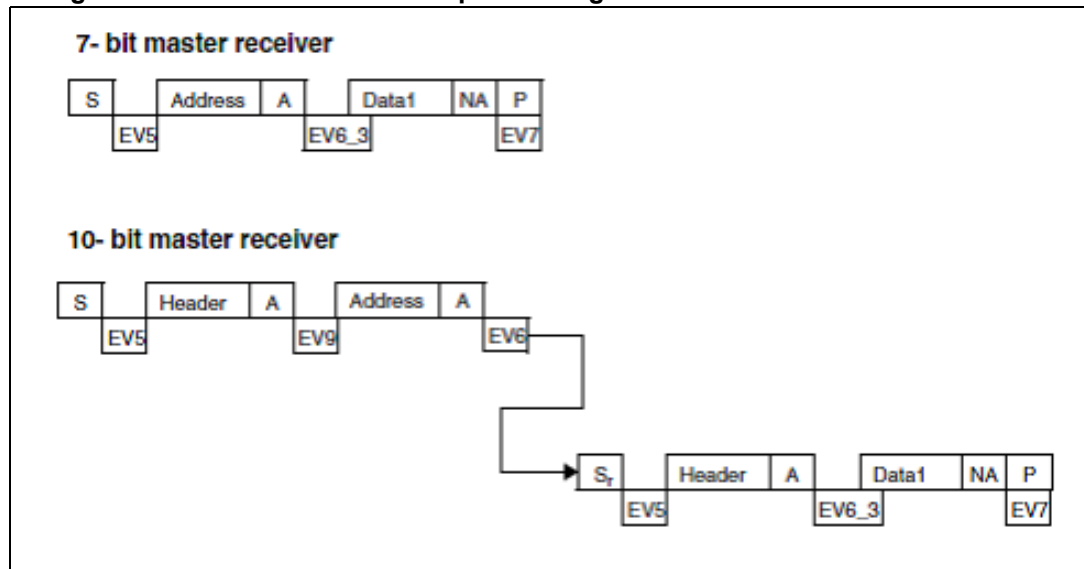 7- bit master receiver
S Address A Data1 NA P
EV5 EV6_3 EV7
10- bit master receiver
S Header A Address A
EV5 EV9 EV6
Sr Header A Data1 NA P
EV5 EV6_3 EV7